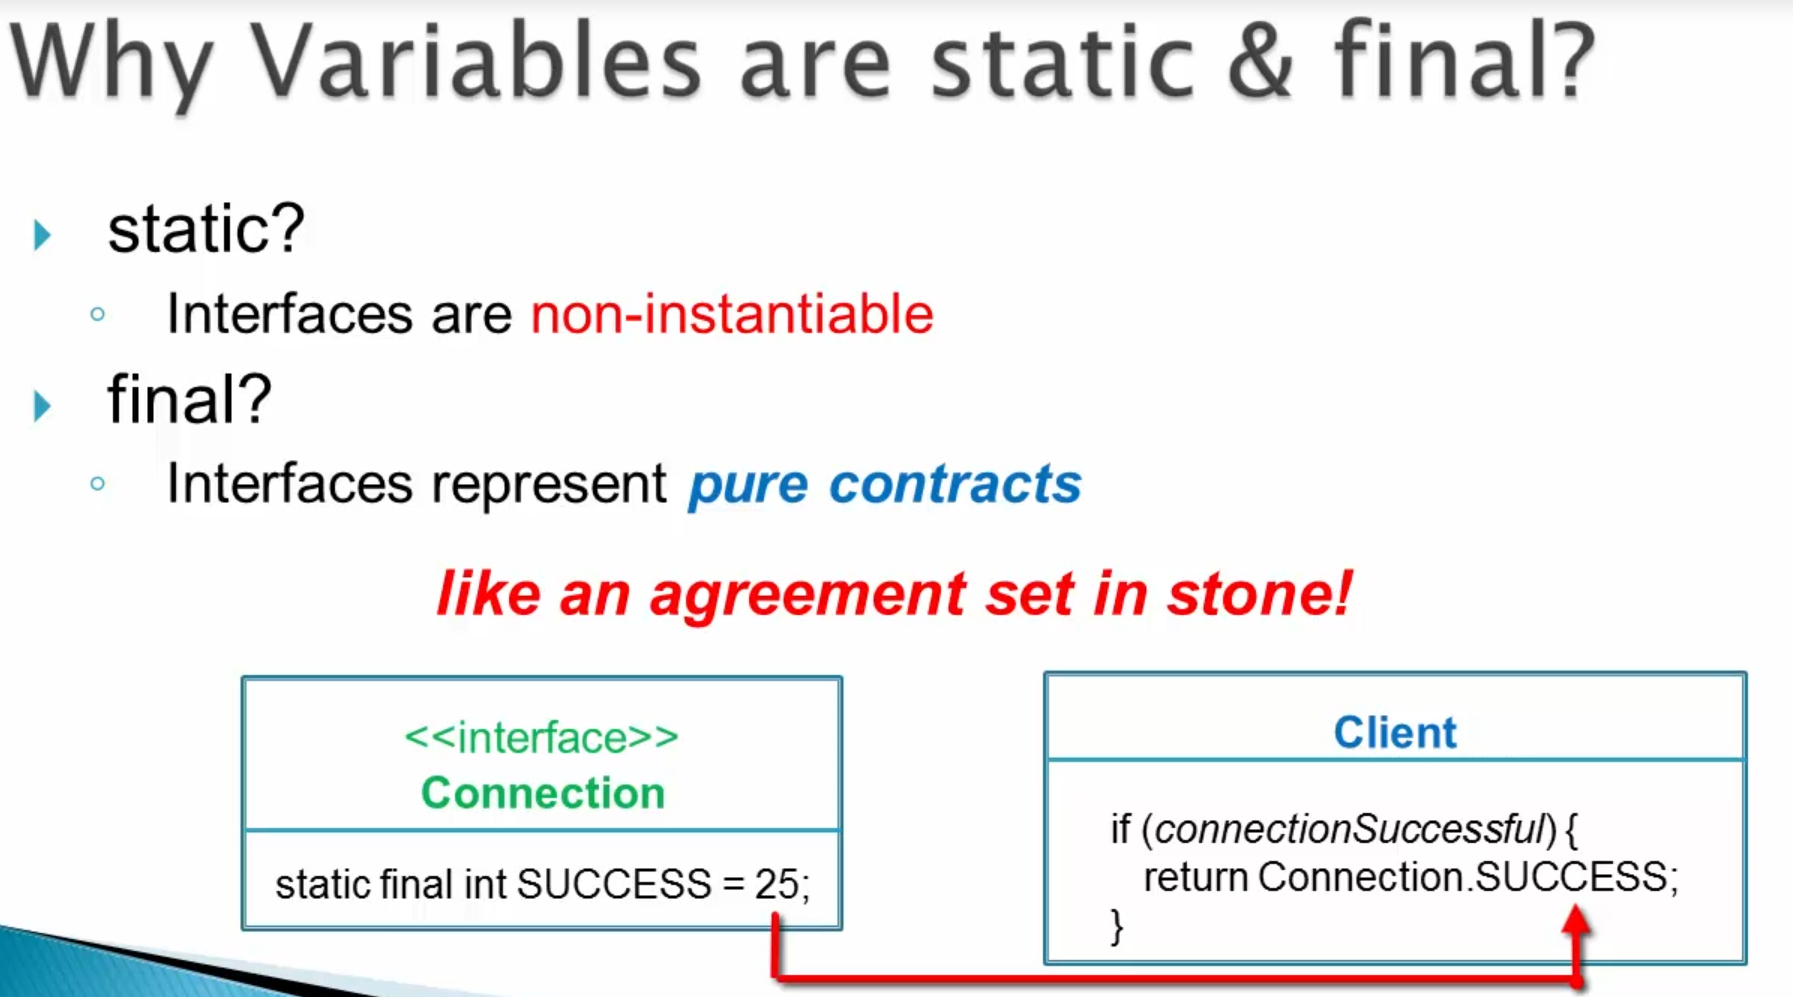 Why Variables are static & final?
static?
Interfaces are non-instantiable
final?
Interfaces represent pure contracts
like an agreement set in stone!
<<interface>>
Connection
static final int SUCCESS = 25;
Client
if (connectionSuccessful) {
return Connection.SUCCESS;
}